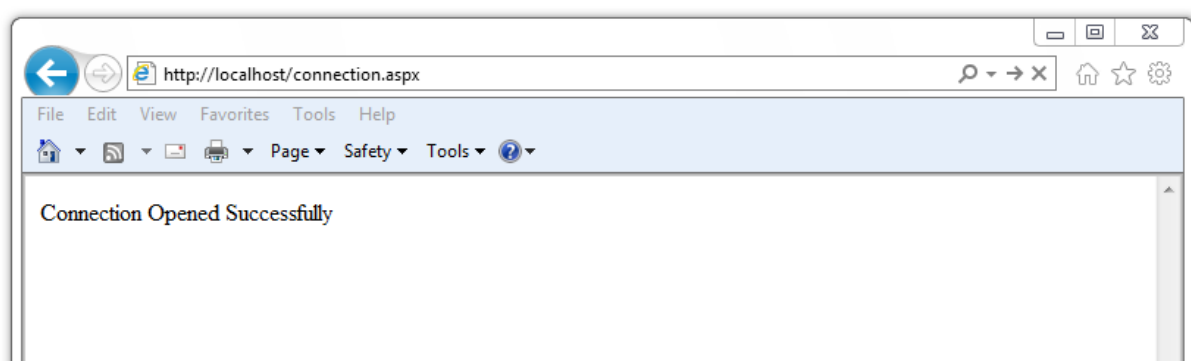 http://localhost/connection.aspx
File Edit View Favorites Tools Help
Page Safety Tools
Connection Opened Successfully